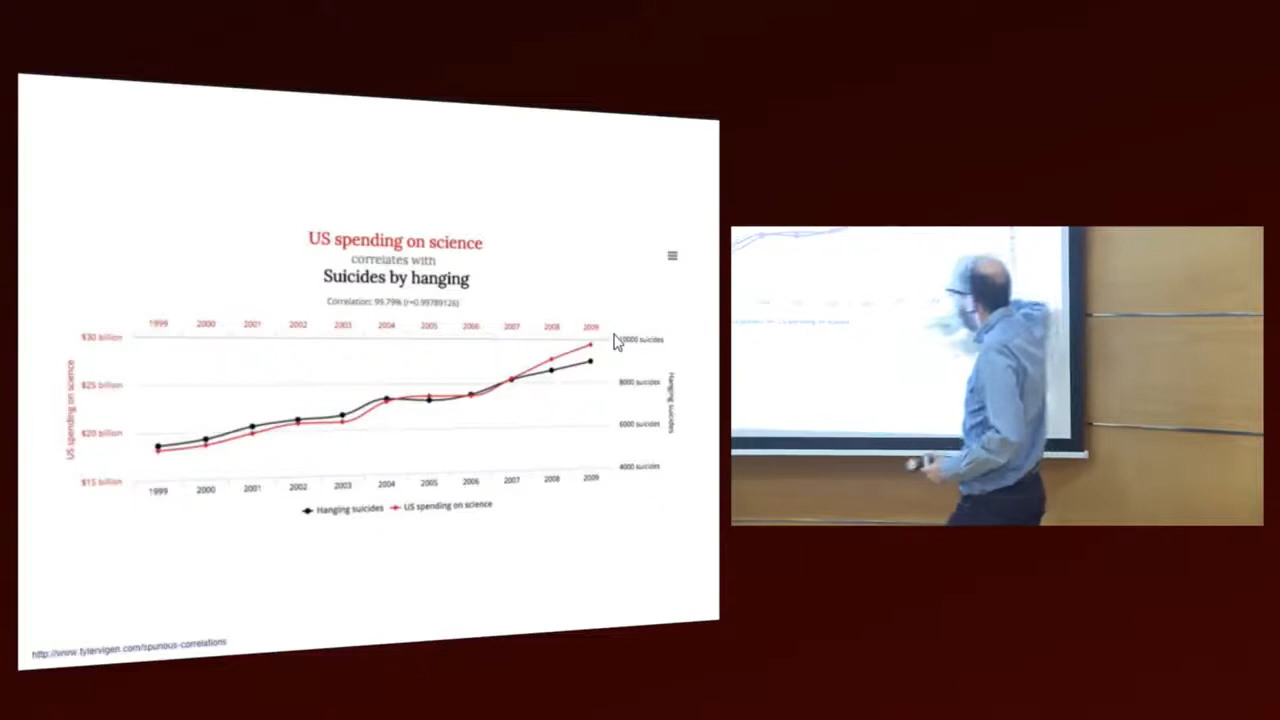 US spending on science
correlates with
Suicides by hanging
Correlation: 99.79% (r=0.99789126)
1999 2000 2001 2002 2003 2004 2005 2006 2007 2008 2009
$30 billion
$25 billion
$20 billion
$15 billion
US spending on science
10000 suicides
8000 suicides
6000 suicides
4000 suicides
Hanging suicides
1999 2000 2001 2002 2003 2004 2005 2006 2007 2008 2009
Hanging suicides US spending on science
http://www.tylervigen.com/spurious-correlations